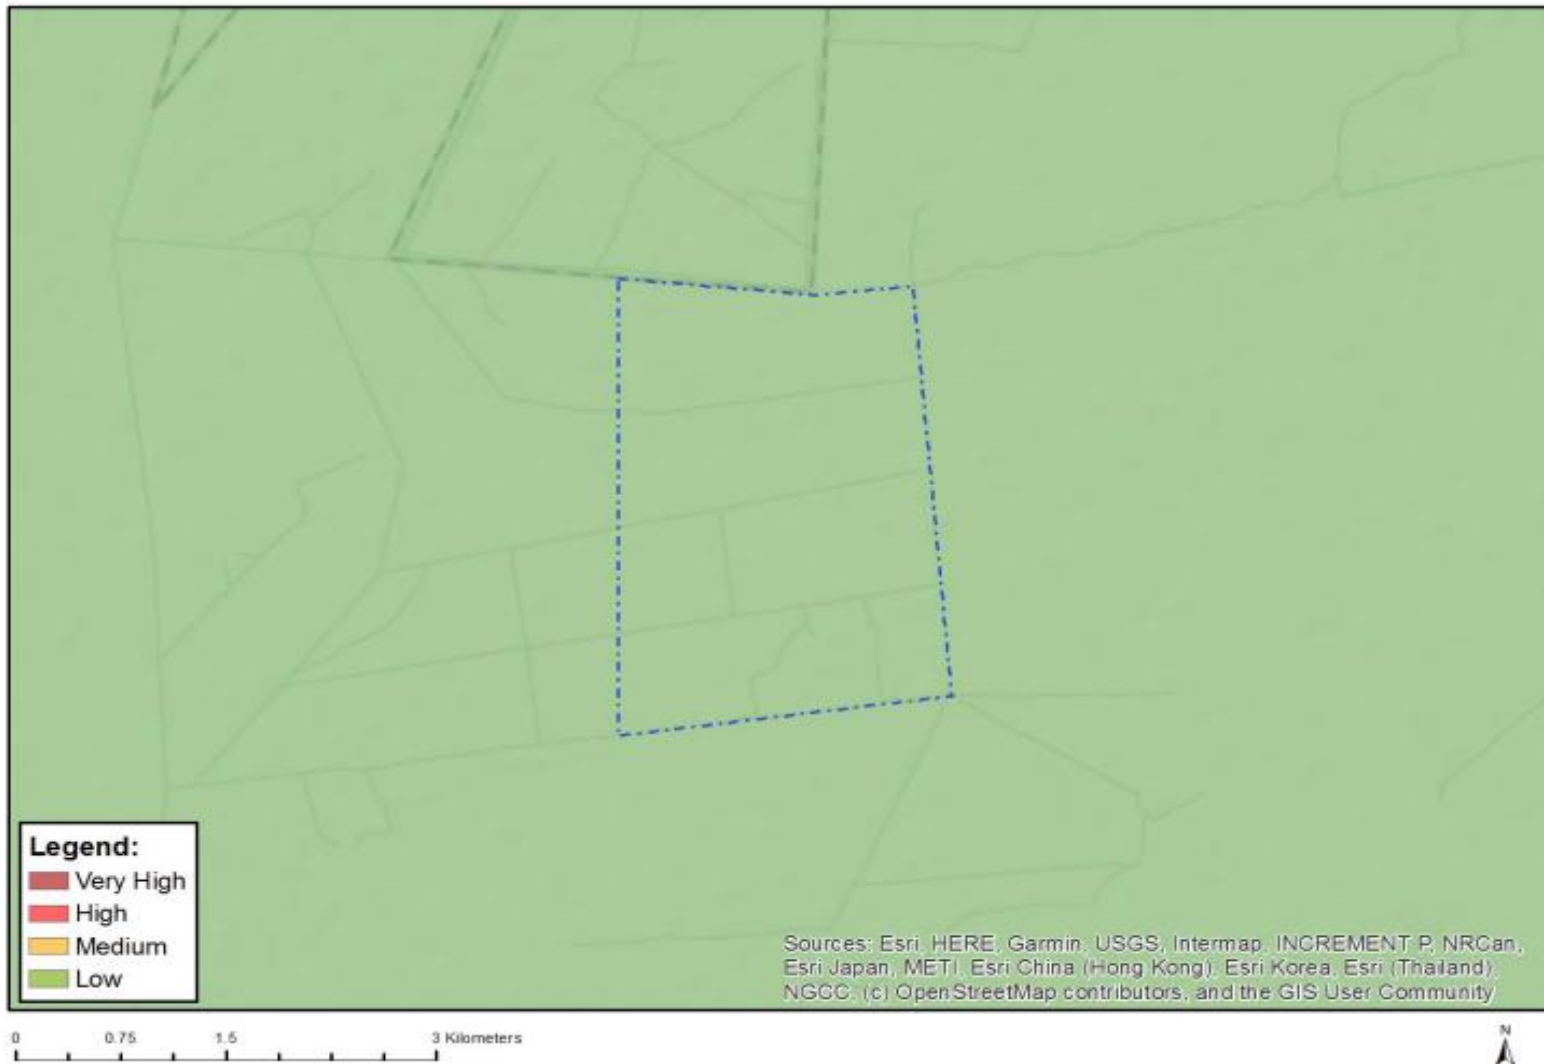 Legend:
Very High
High
Medium
Low
Sources: Esri, HERE, Garmin, USGS, Intermap, INCREMENT P, NRCan,
Esri Japan, METI, Esri China (Hong Kong), Esri Korea, Esri (Thailand),
NGCC, (c) OpenStreetMap contributors, and the GIS User Community
0 0.75 1.5 3 Kilometers
N